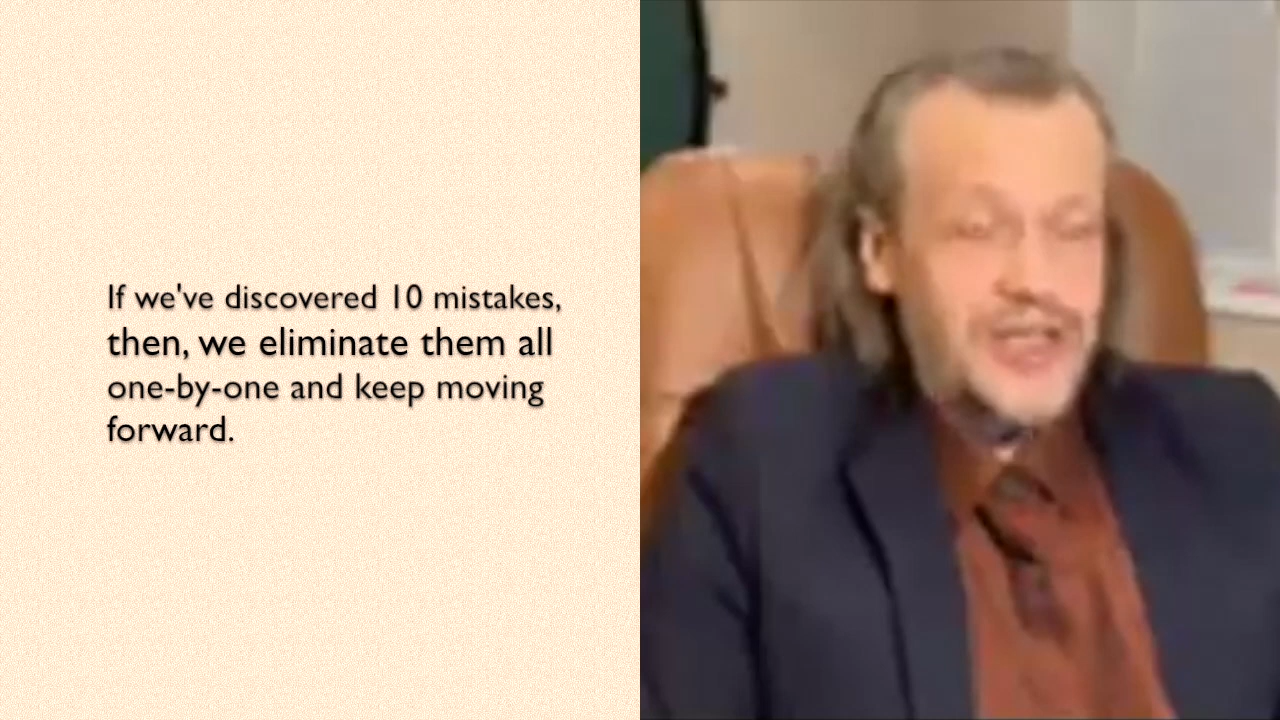 If we've discovered 10 mistakes,
then, we eliminate them all
one-by-one and keep moving
forward.